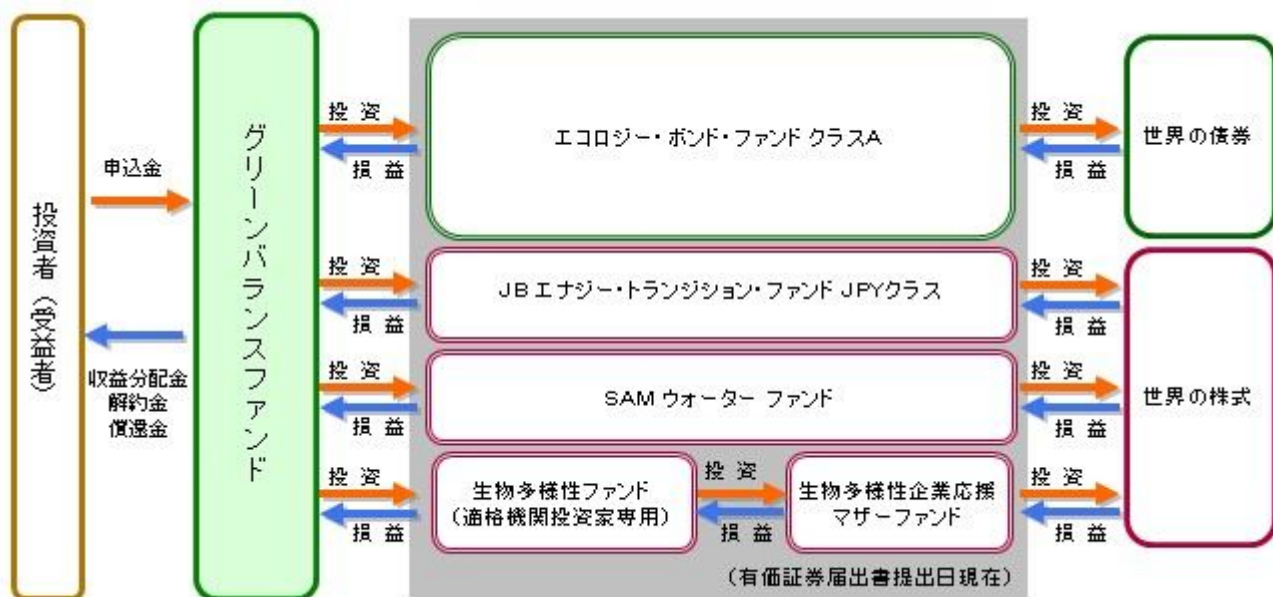 投資者（受益者）
申込金
収益分配金
解約金
償還金
グリーンバランスファンド
投 資
損 益
エコロジー・ボンド・ファンド クラスA
投 資
損 益
世界の債券
投 資
損 益
JB エナジー・トランジション・ファンド JPYクラス
投 資
損 益
投 資
損 益
SAM ウォーター ファンド
投 資
損 益
世界の株式
投 資
損 益
生物多様性ファンド
（適格機関投資家専用）
投 資
損 益
生物多様性企業応援
マザーファンド
投 資
損 益
（有価証券届出書提出日現在）